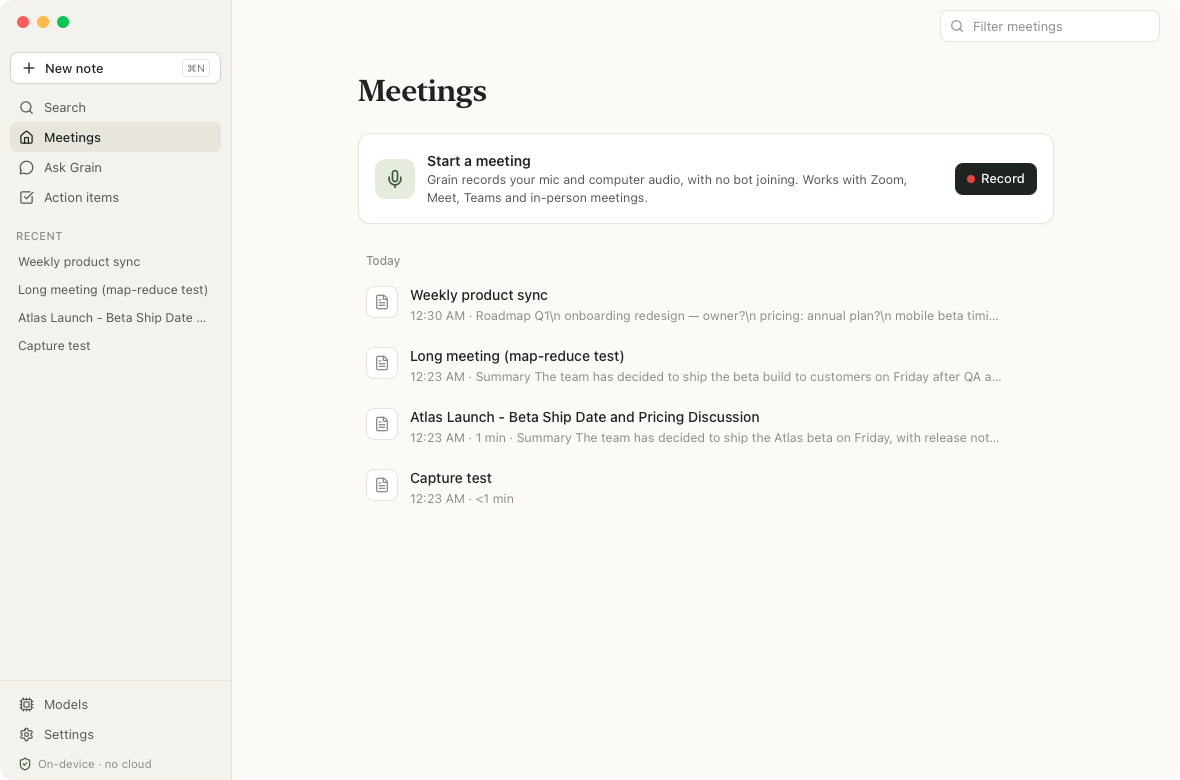 New note ⌘N
Search
Meetings
Ask Grain
Action items
RECENT
Weekly product sync
Long meeting (map-reduce test)
Atlas Launch - Beta Ship Date ...
Capture test
Models
Settings
On-device · no cloud
Filter meetings
Meetings
Start a meeting
Grain records your mic and computer audio, with no bot joining. Works with Zoom,
Meet, Teams and in-person meetings.
Record
Today
Weekly product sync
12:30 AM · Roadmap Q1\n onboarding redesign — owner?\n pricing: annual plan?\n mobile beta timi...
Long meeting (map-reduce test)
12:23 AM · Summary The team has decided to ship the beta build to customers on Friday after QA a...
Atlas Launch - Beta Ship Date and Pricing Discussion
12:23 AM · 1 min · Summary The team has decided to ship the Atlas beta on Friday, with release not...
Capture test
12:23 AM · <1 min